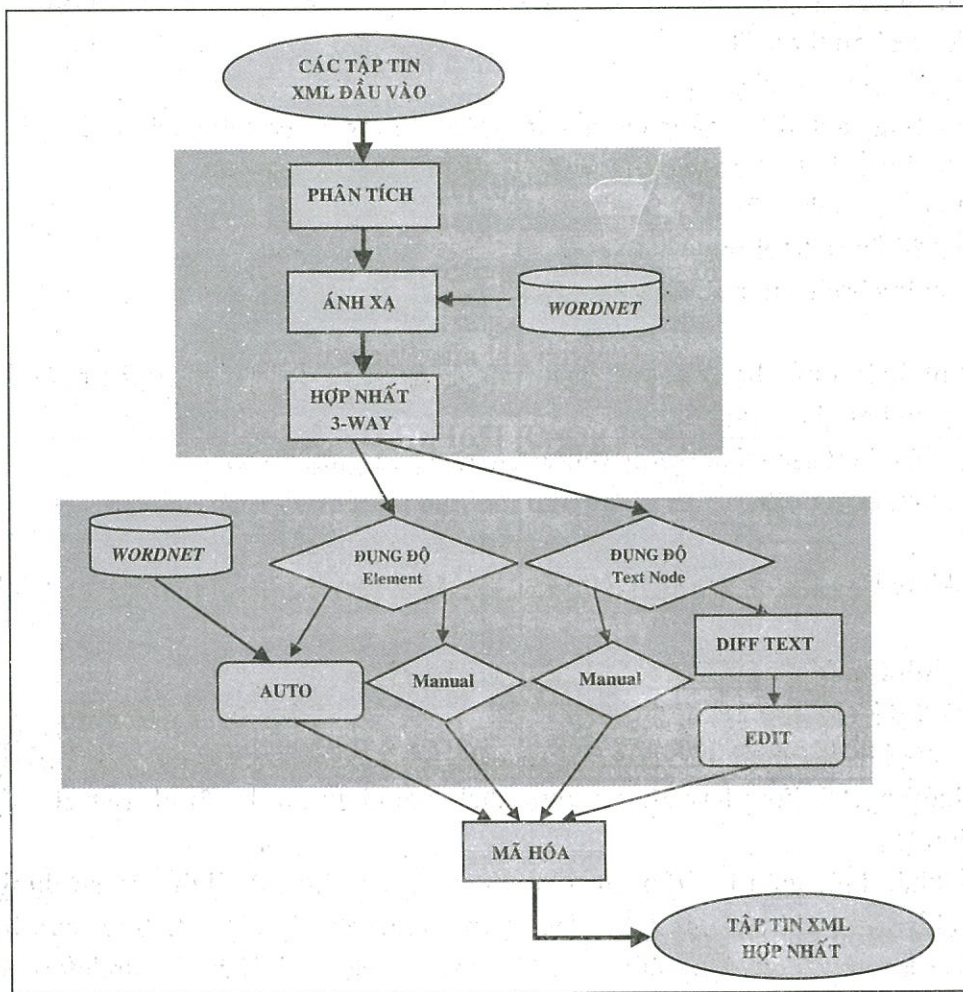 CÁC TẬP TIN
XML ĐẦU VÀO
PHÂN TÍCH
ÁNH XẠ
WORDNET
HỢP NHẤT
3-WAY
WORDNET
ĐỤNG ĐỘ
Element
ĐỤNG ĐỘ
Text Node
DIFF TEXT
AUTO
Manual
Manual
EDIT
MÃ HÓA
TẬP TIN XML
HỢP NHẤT